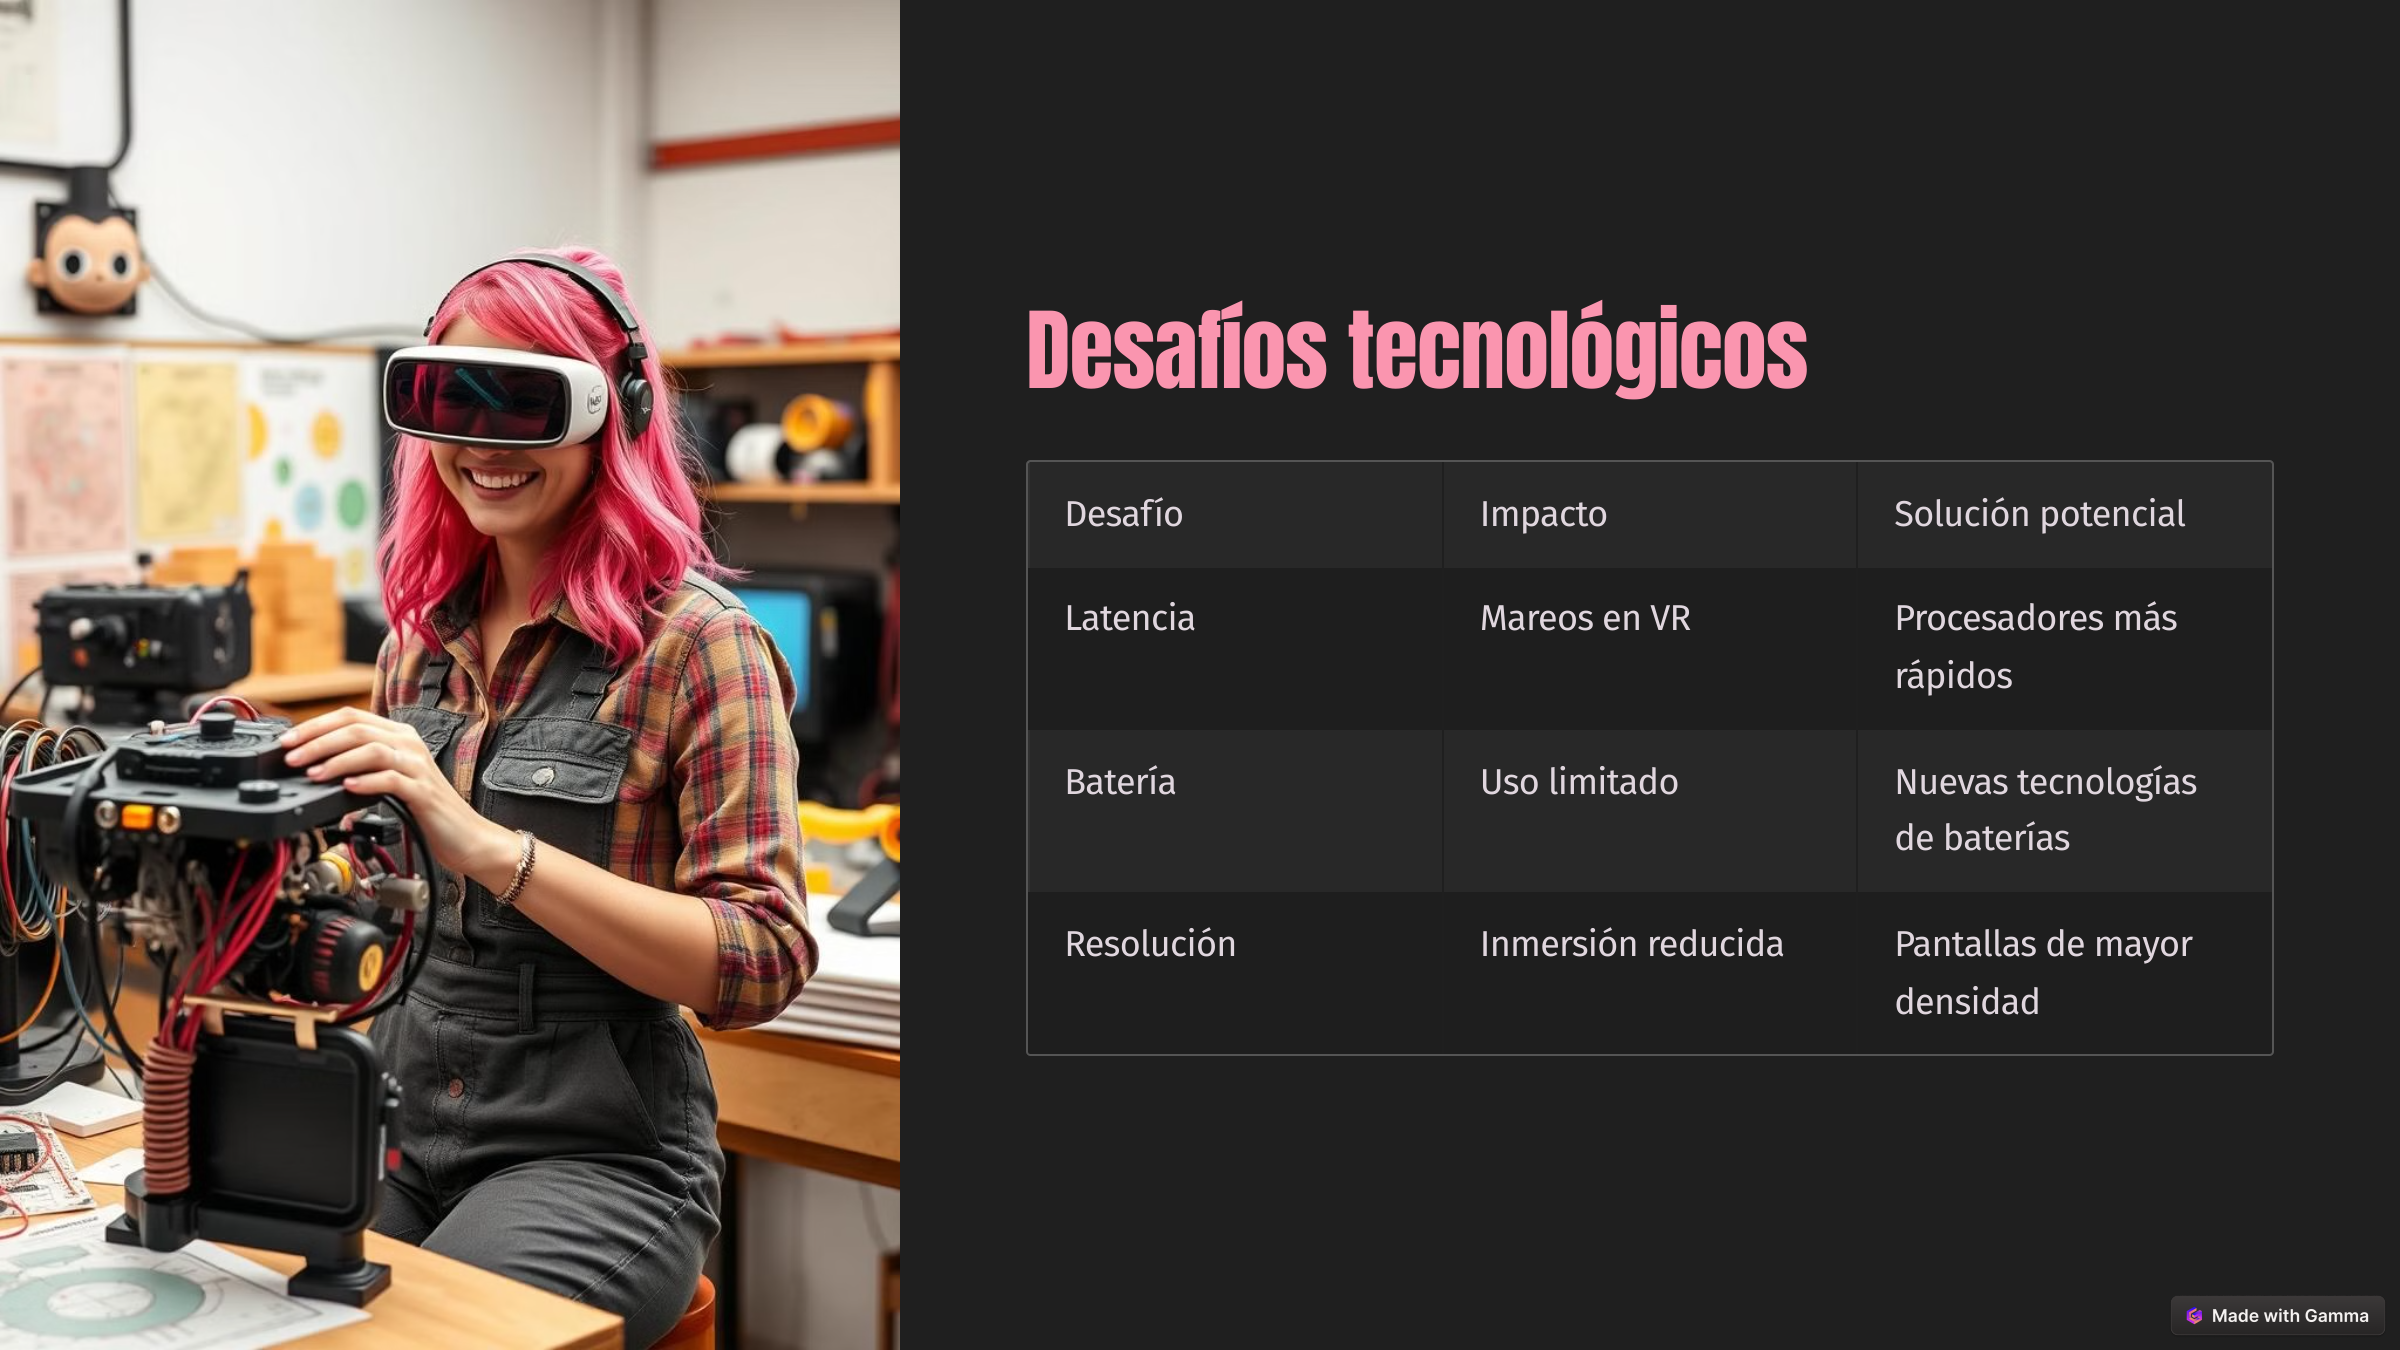 Desafíos tecnológicos
Desafío
Impacto
Solución potencial
Latencia
Mareos en VR
Procesadores más
rápidos
Batería
Uso limitado
Nuevas tecnologías
de baterías
Resolución
Inmersión reducida
Pantallas de mayor
densidad
Made with Gamma